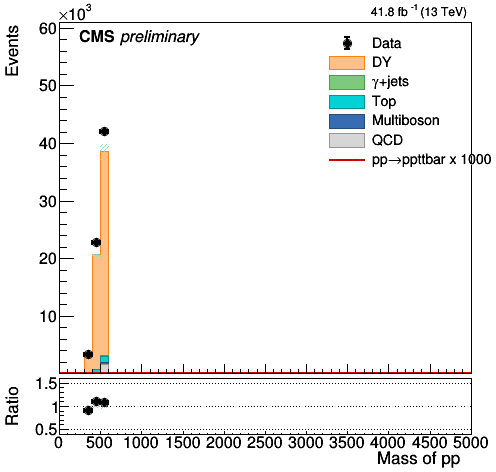 ×10³
41.8 fb⁻¹ (13 TeV)
Events
60
50
40
30
20
10
CMS preliminary
Data
DY
γ+jets
Top
Multiboson
QCD
pp→ppttbar x 1000
Ratio
1.5
1
0.5
0 500 1000 1500 2000 2500 3000 3500 4000 4500 5000
Mass of pp